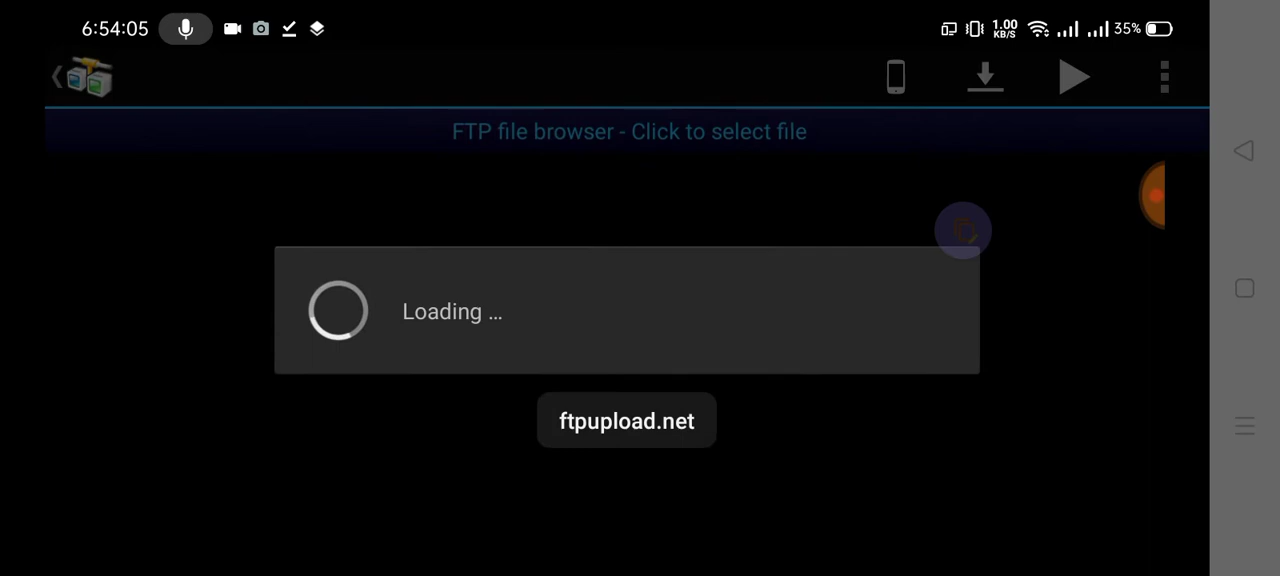 6:54:05
1.00
KB/S
35%
FTP file browser - Click to select file
Loading ...
ftpupload.net